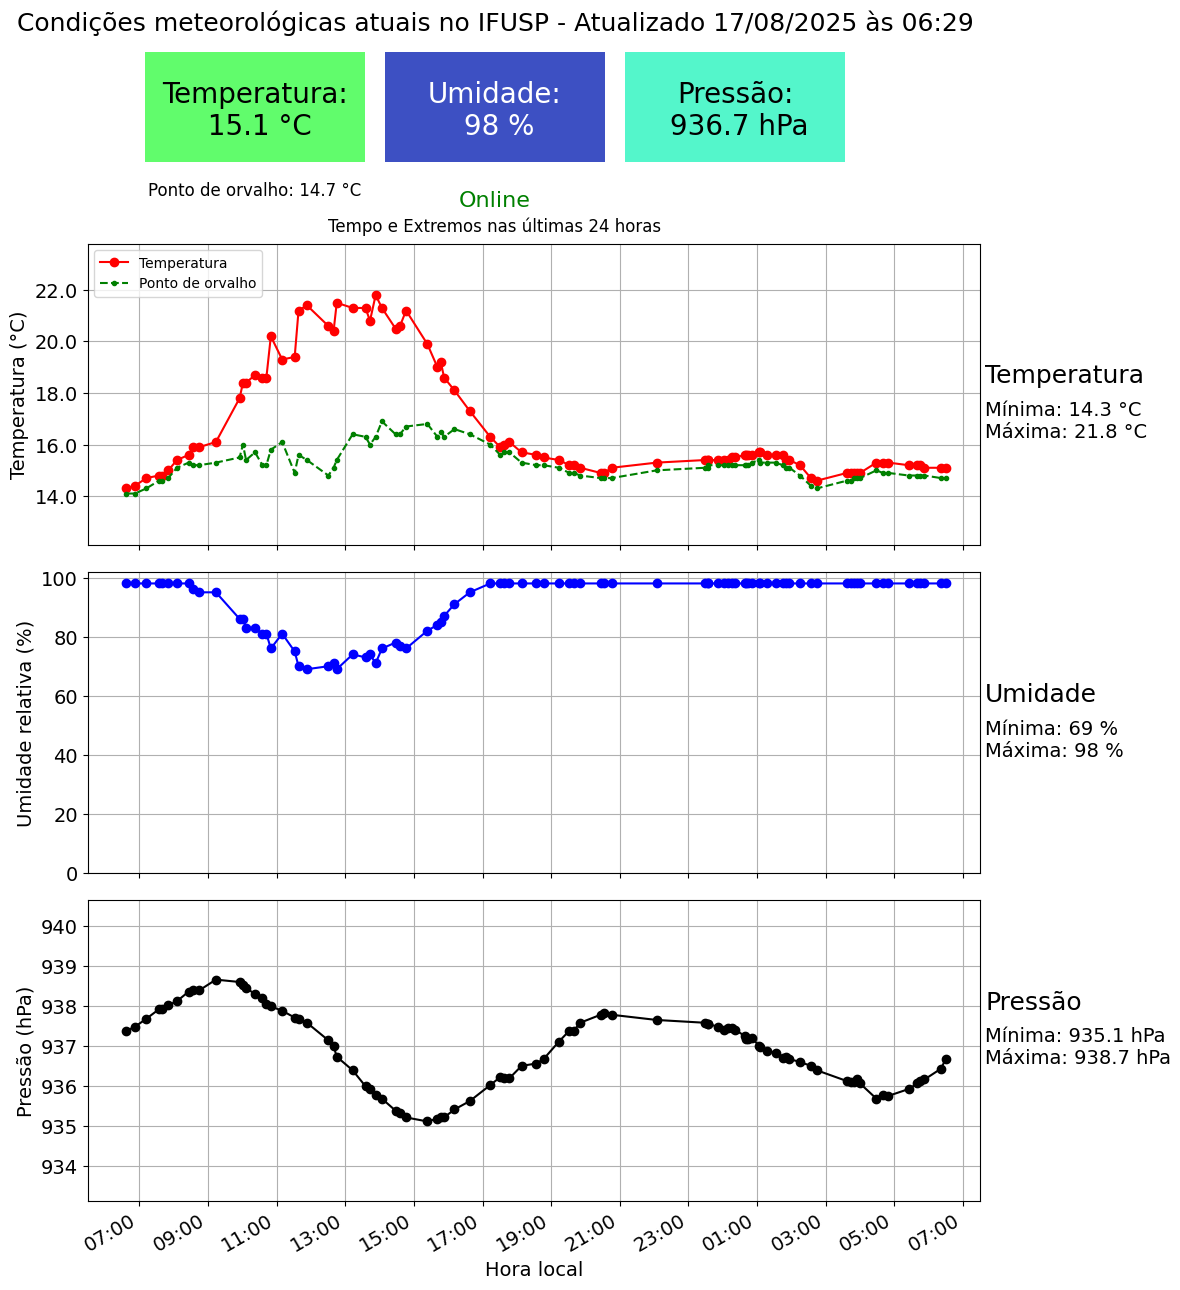 Condições meteorológicas atuais no IFUSP - Atualizado 17/08/2025 às 06:29
Temperatura:
15.1 °C
Umidade:
98 %
Pressão:
936.7 hPa
Ponto de orvalho: 14.7 °C
Online
Tempo e Extremos nas últimas 24 horas
Temperatura
Ponto de orvalho
Temperatura (°C)
22.0
20.0
18.0
16.0
14.0
Temperatura
Mínima: 14.3 °C
Máxima: 21.8 °C
Umidade relativa (%)
100
80
60
40
20
0
Umidade
Mínima: 69 %
Máxima: 98 %
Pressão (hPa)
940
939
938
937
936
935
934
Pressão
Mínima: 935.1 hPa
Máxima: 938.7 hPa
07:00 09:00 11:00 13:00 15:00 17:00 19:00 21:00 23:00 01:00 03:00 05:00 07:00
Hora local